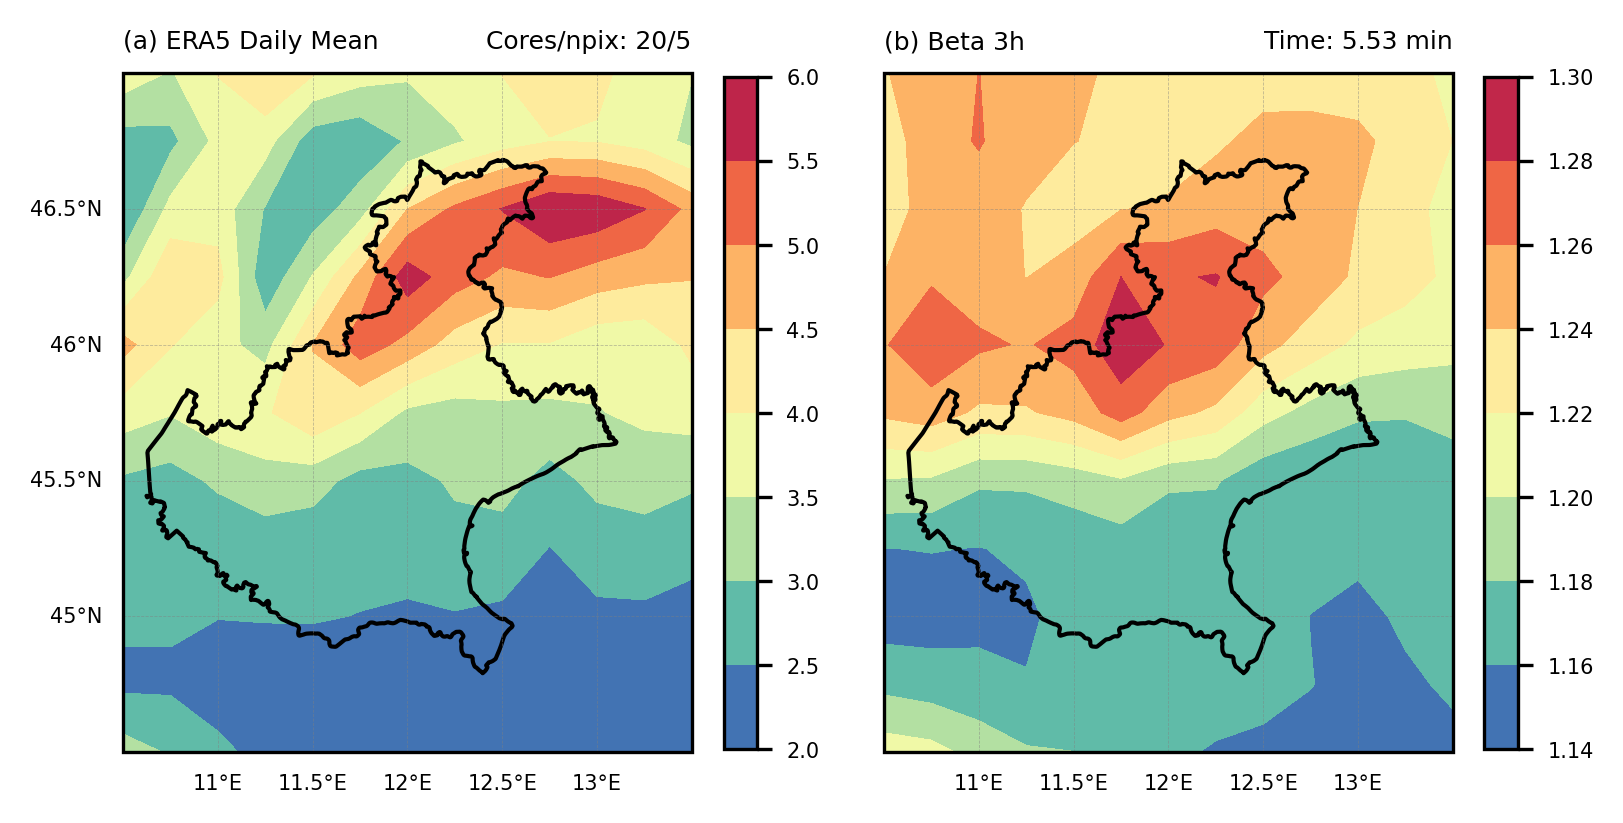 (a) ERA5 Daily Mean Cores/npix: 20/5
(b) Beta 3h Time: 5.53 min
46.5°N
46°N
45.5°N
45°N
11°E 11.5°E 12°E 12.5°E 13°E
6.0
5.5
5.0
4.5
4.0
3.5
3.0
2.5
2.0
11°E 11.5°E 12°E 12.5°E 13°E
1.30
1.28
1.26
1.24
1.22
1.20
1.18
1.16
1.14